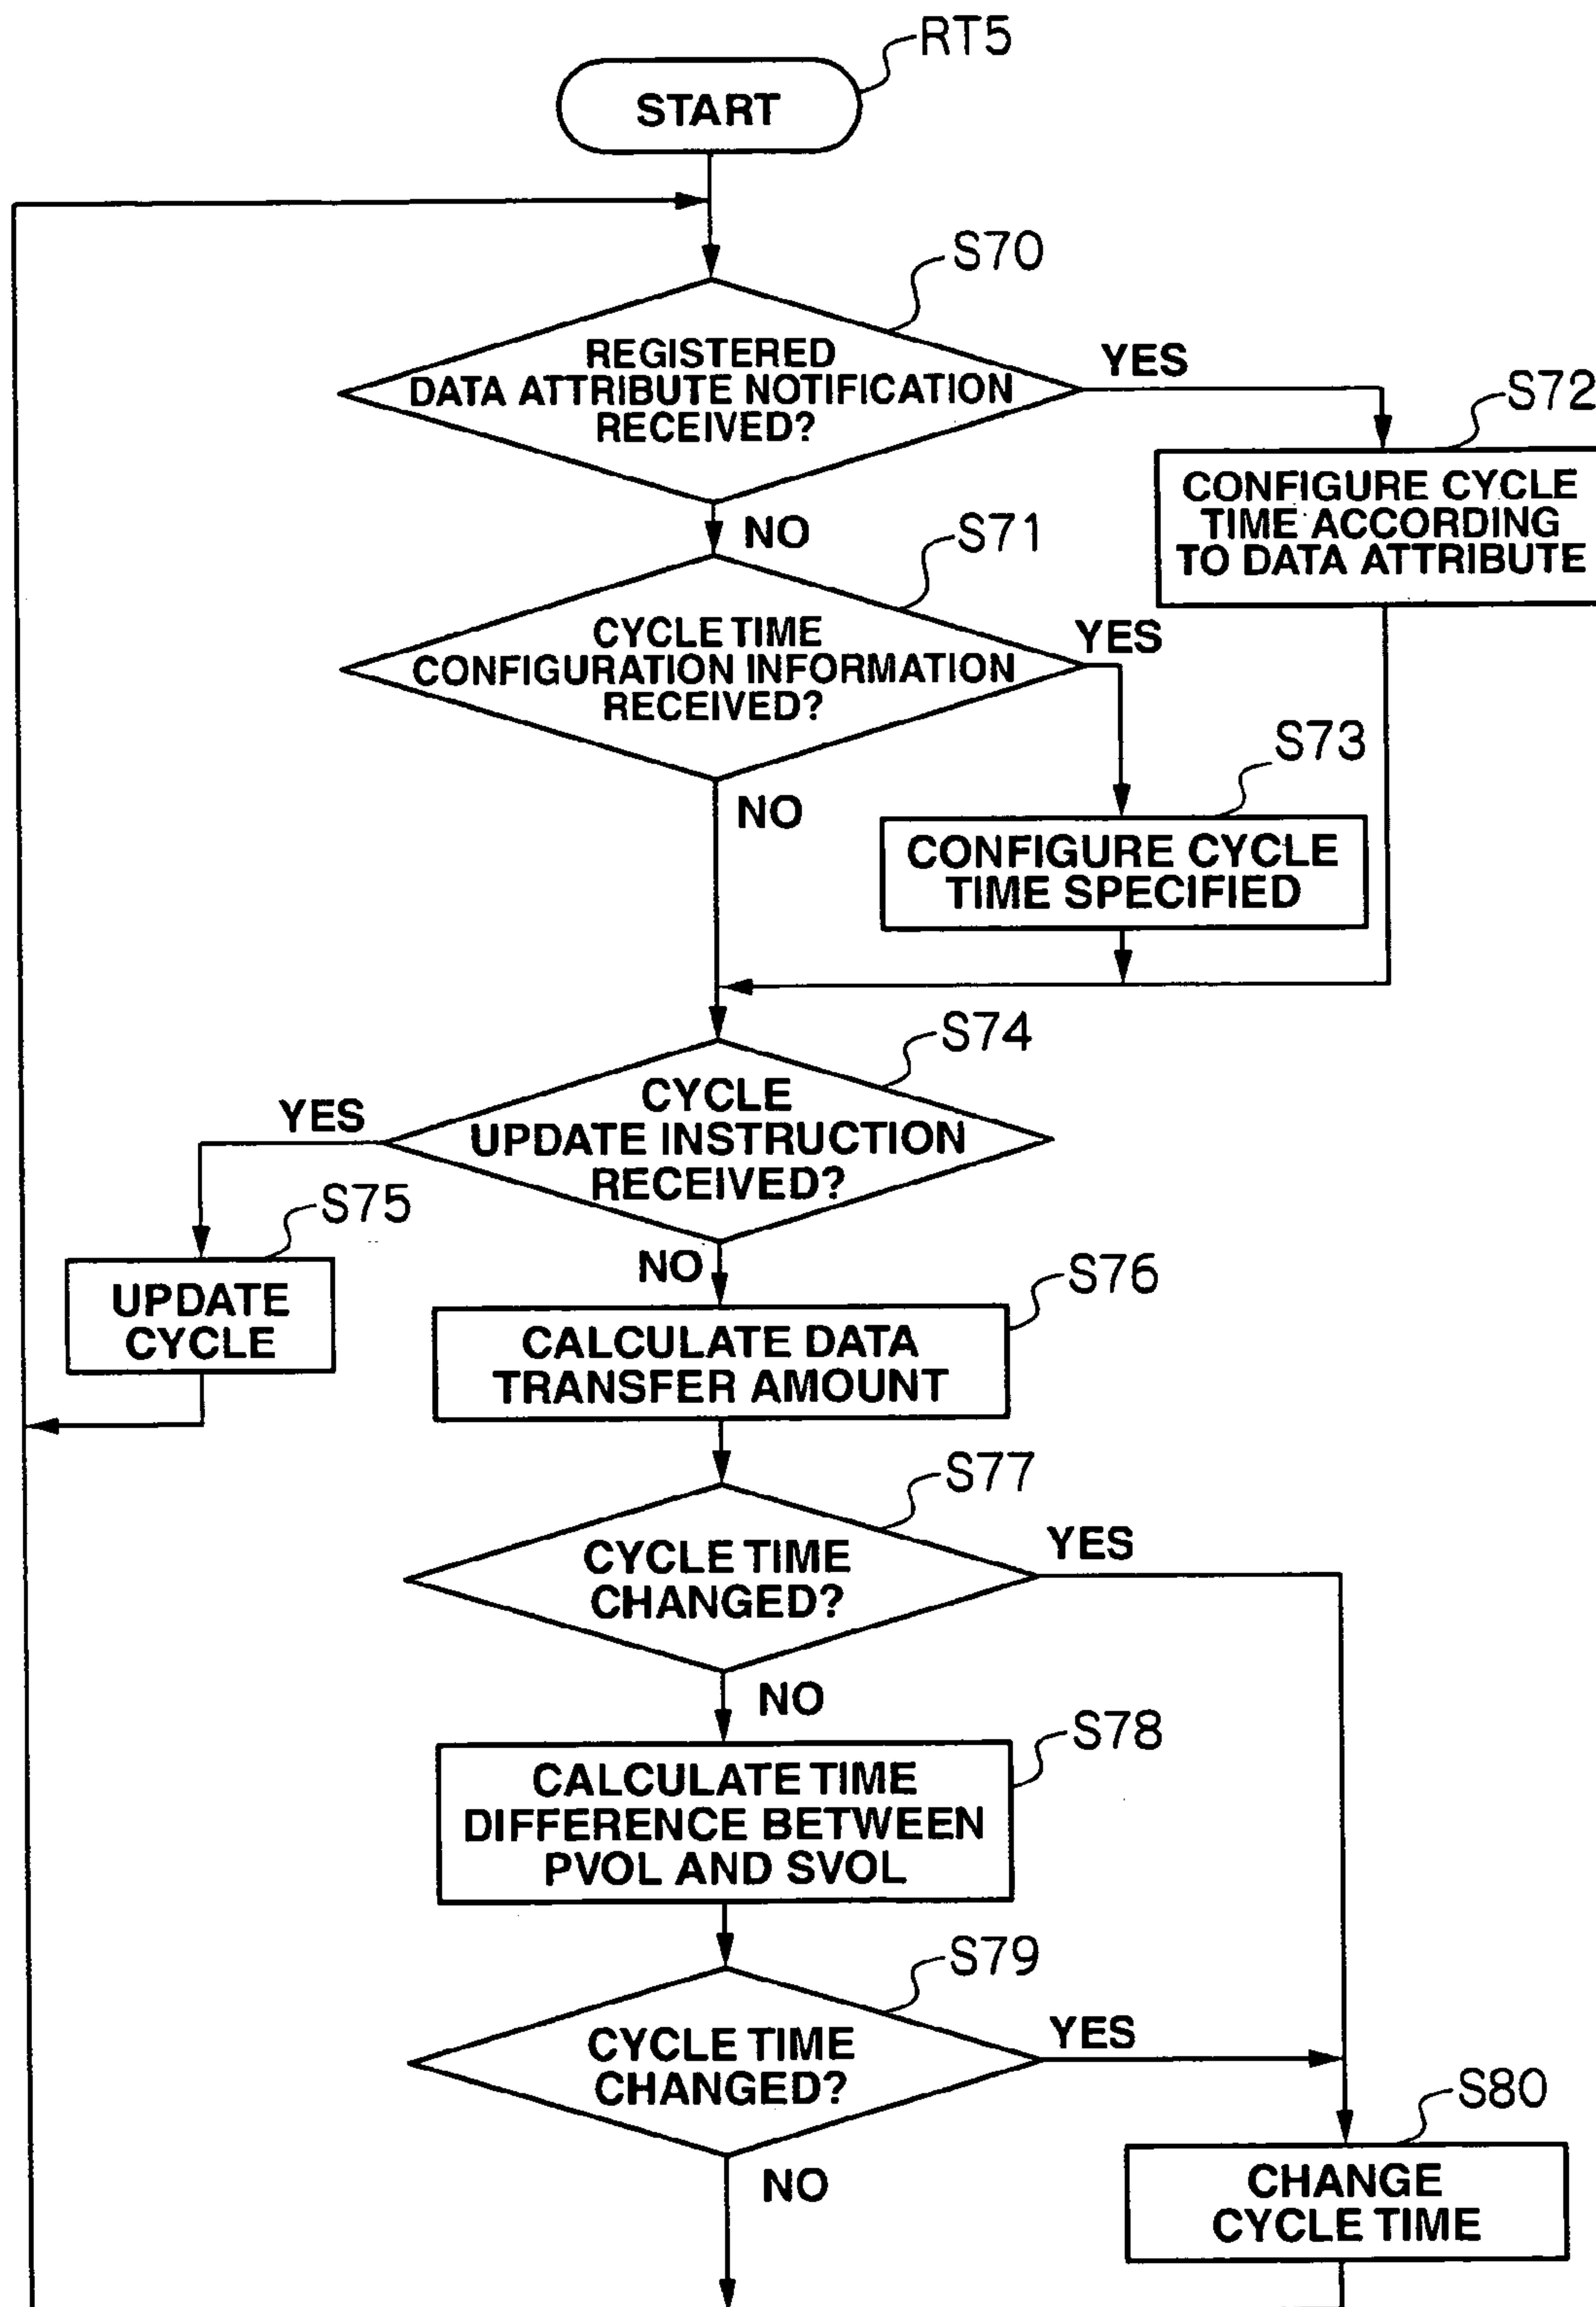 RT5
START
S70
REGISTERED
DATA ATTRIBUTE NOTIFICATION
RECEIVED?
YES
S72
CONFIGURE CYCLE
TIME ACCORDING
TO DATA ATTRIBUTE
NO
S71
CYCLE TIME
CONFIGURATION INFORMATION
RECEIVED?
YES
S73
NO
CONFIGURE CYCLE
TIME SPECIFIED
S74
CYCLE
UPDATE INSTRUCTION
RECEIVED?
YES
S75
UPDATE
CYCLE
NO
S76
CALCULATE DATA
TRANSFER AMOUNT
S77
CYCLE TIME
CHANGED?
YES
NO
S78
CALCULATE TIME
DIFFERENCE BETWEEN
PVOL AND SVOL
S79
CYCLE TIME
CHANGED?
YES
S80
NO
CHANGE
CYCLE TIME